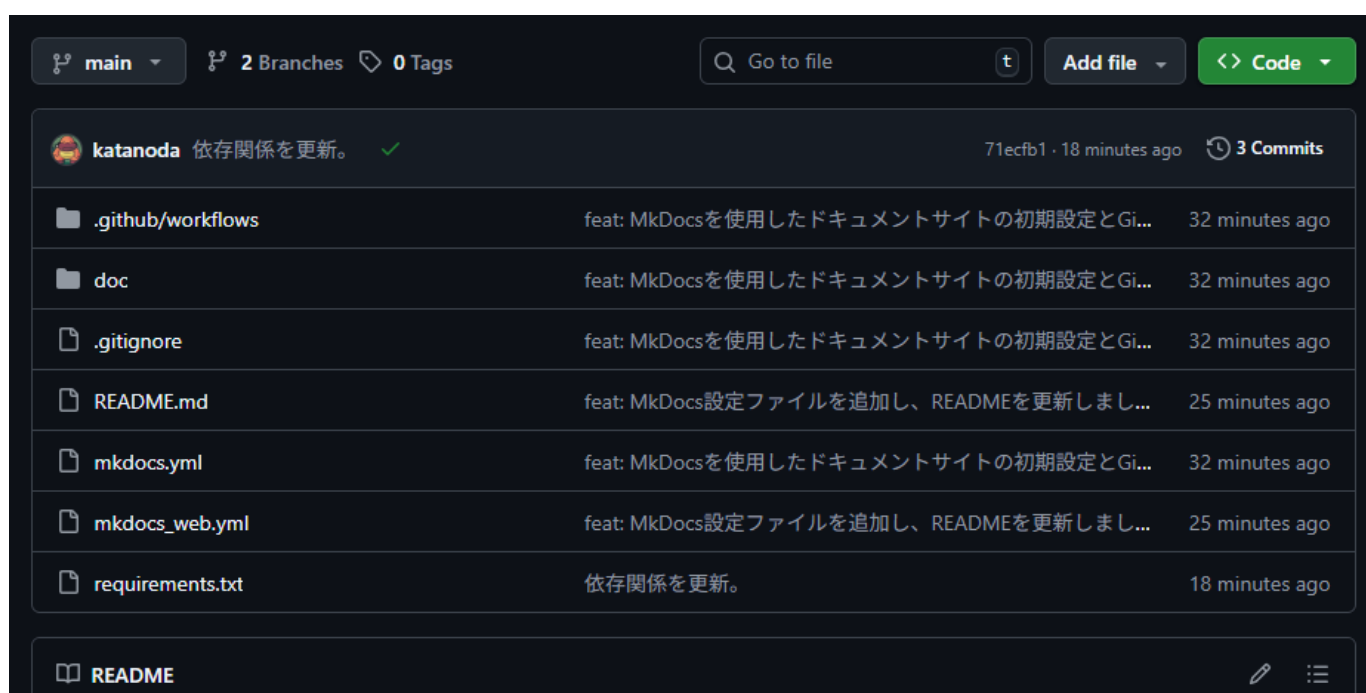 main 2 Branches 0 Tags Go to file t Add file Code
katanoda 依存関係を更新。 71ecfb1 · 18 minutes ago 3 Commits
.github/workflows feat: MkDocsを使用したドキュメントサイトの初期設定とGi... 32 minutes ago
doc feat: MkDocsを使用したドキュメントサイトの初期設定とGi... 32 minutes ago
.gitignore feat: MkDocsを使用したドキュメントサイトの初期設定とGi... 32 minutes ago
README.md feat: MkDocs設定ファイルを追加し、READMEを更新しまし... 25 minutes ago
mkdocs.yml feat: MkDocsを使用したドキュメントサイトの初期設定とGi... 32 minutes ago
mkdocs_web.yml feat: MkDocs設定ファイルを追加し、READMEを更新しまし... 25 minutes ago
requirements.txt 依存関係を更新。 18 minutes ago
README